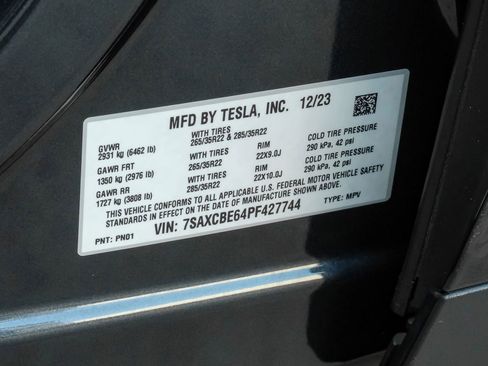 MFD BY TESLA, INC. 12/23
GVWR WITH TIRES COLD TIRE PRESSURE
2931 kg (6462 lb) 265/35R22 & 285/35R22 290 kPa, 42 psi
GAWR FRT WITH TIRES RIM COLD TIRE PRESSURE
1350 kg (2976 lb) 265/35R22 22X9.0J 290 kPa, 42 psi
GAWR RR WITH TIRES RIM
1727 kg (3808 lb) 285/35R22 22X10.0J
THIS VEHICLE CONFORMS TO ALL APPLICABLE U.S. FEDERAL MOTOR VEHICLE SAFETY
STANDARDS IN EFFECT ON THE DATE OF MANUFACTURE SHOWN ABOVE.
VIN: 7SAXCBE64PF427744
PNT: PN01 TYPE: MPV